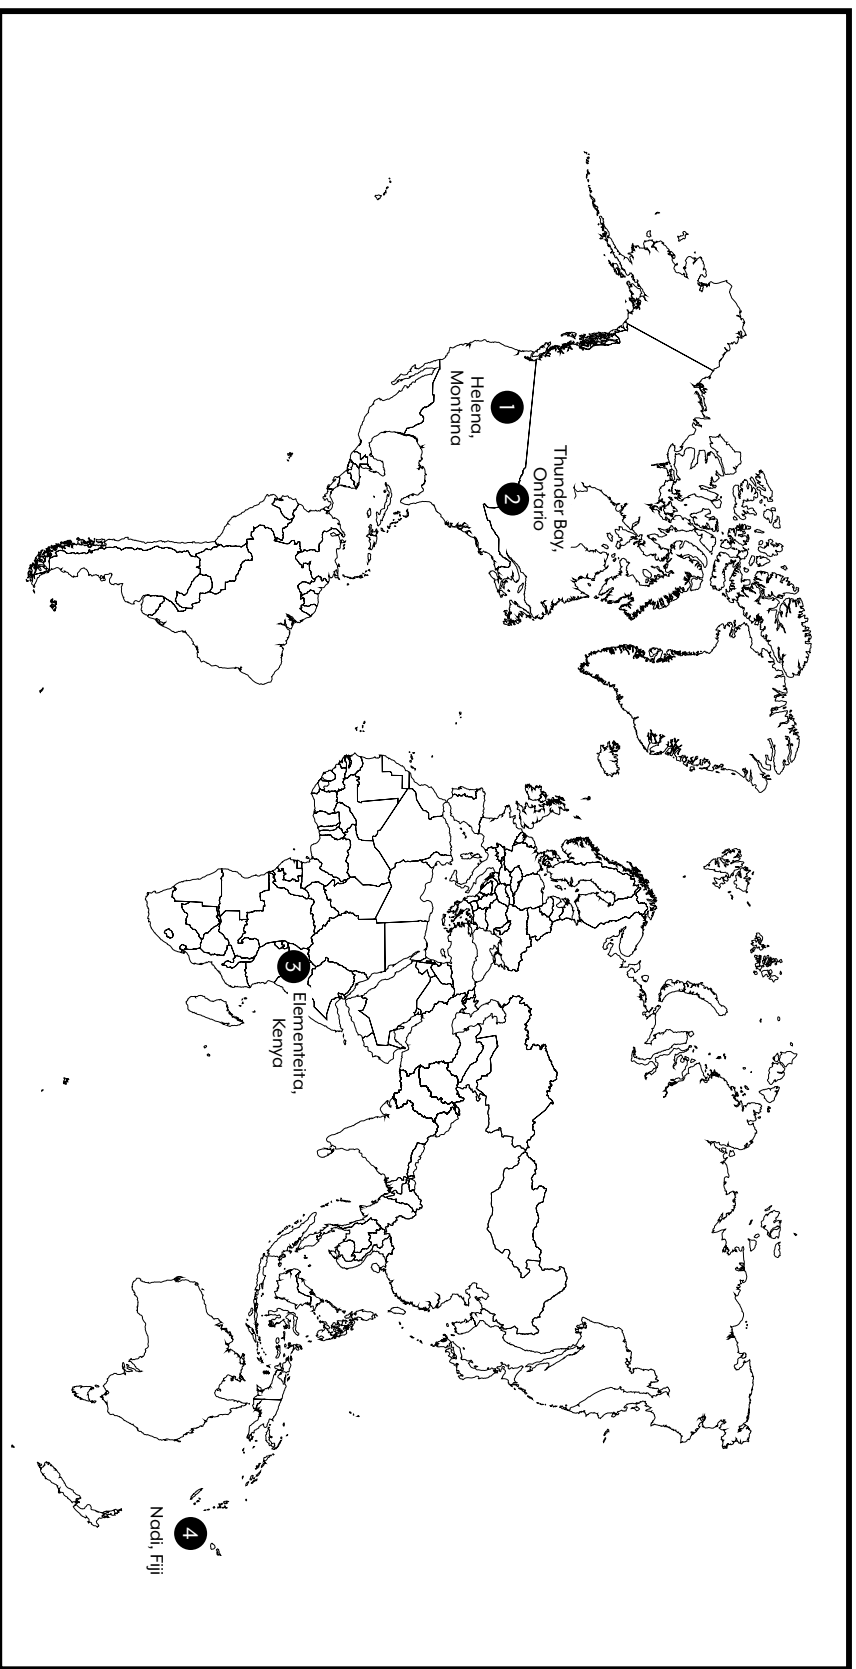 1
Helena,
Montana
Thunder Bay,
Ontario
2
3
Elementeita,
Kenya
4
Nadi, Fiji